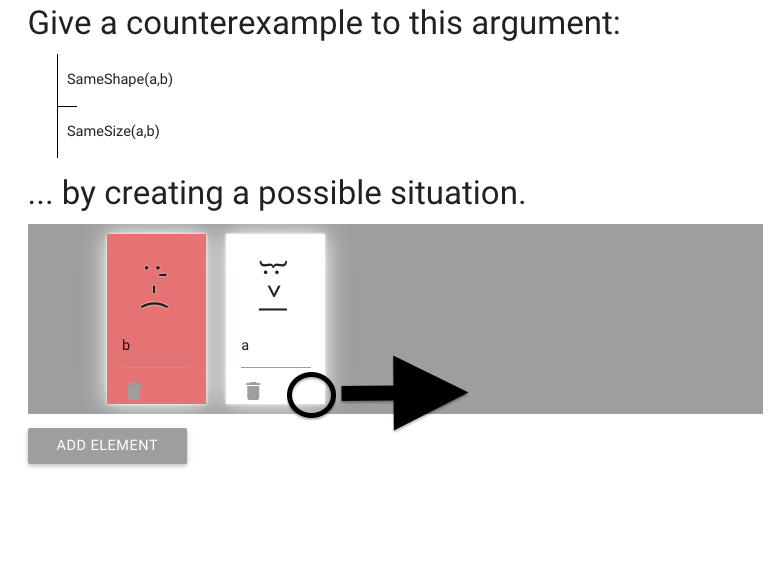 Give a counterexample to this argument:
SameShape(a,b)
SameSize(a,b)
... by creating a possible situation.
b
a
ADD ELEMENT